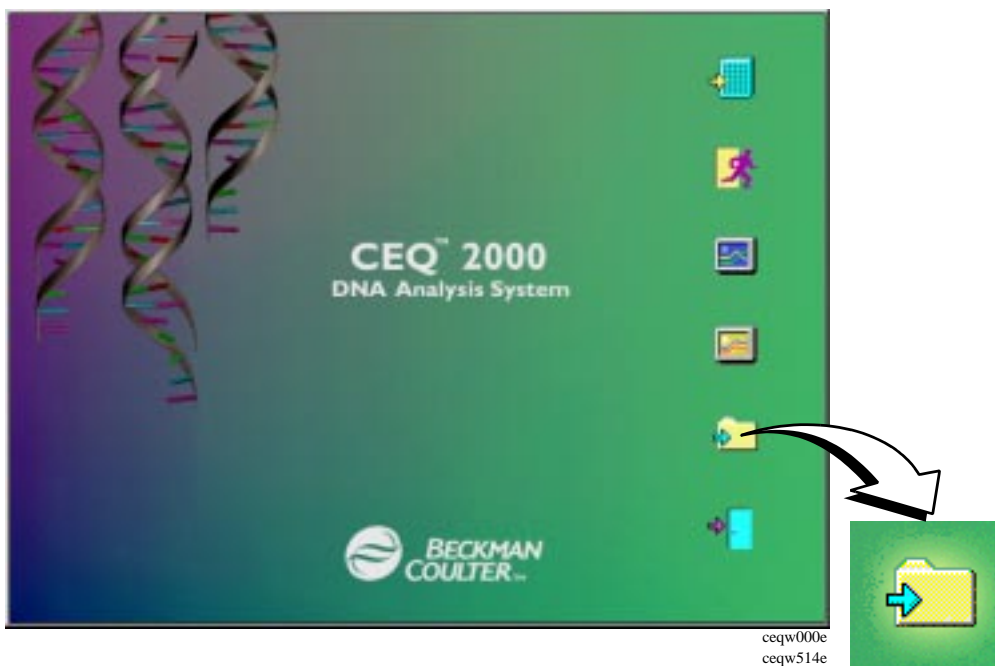 CEQ™ 2000
DNA Analysis System
BECKMAN
COULTER™
ceqw000e
ceqw514e